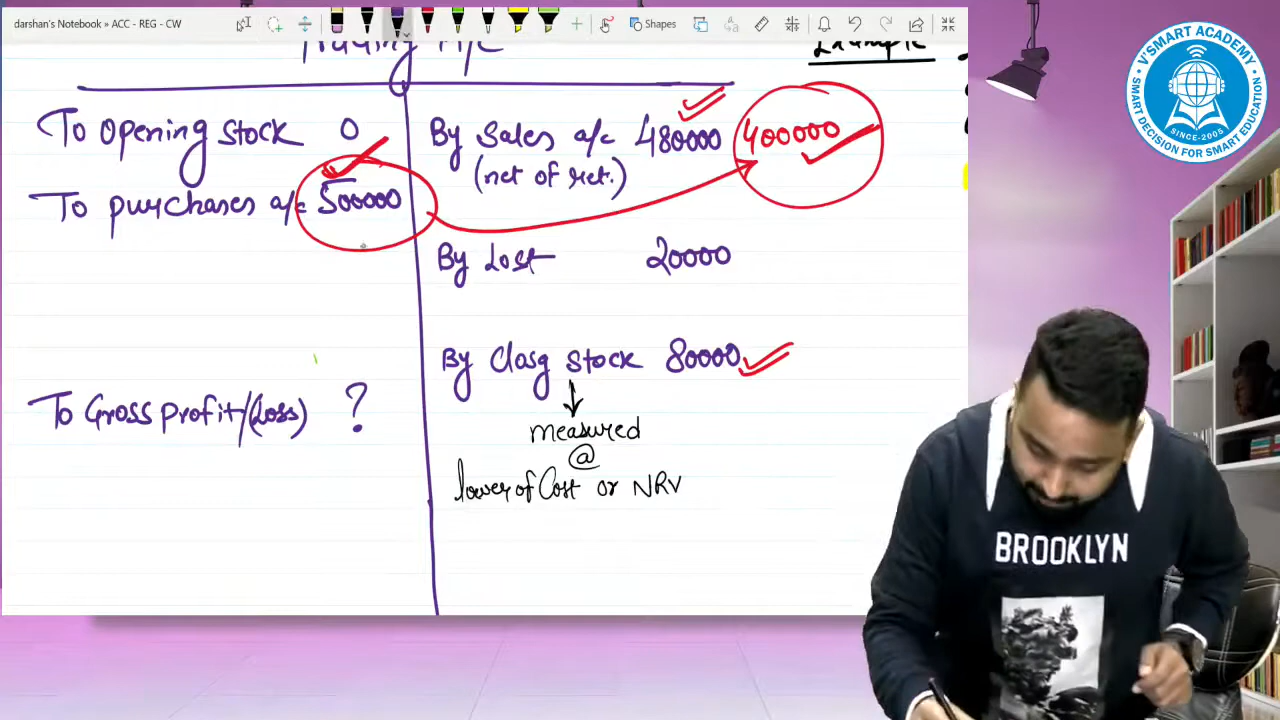 darshan's Notebook » ACC - REG - CW
Shapes
Trading A/c
Example
To opening stock 0
By Sales a/c 480000 400000
(net of ret.)
To purchases a/c 500000
By Lost 20000
By Closg stock 80000
measured
@
lower of Cost or NRV
To Gross profit/(Loss) ?
V'SMART ACADEMY
SINCE-2005
SMART DECISION FOR SMART EDUCATION
BROOKLYN